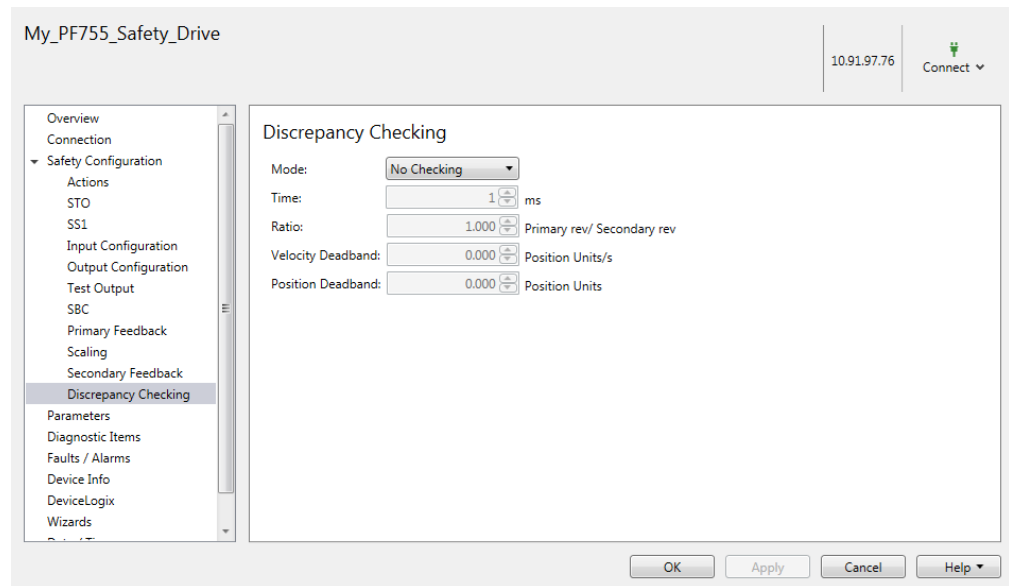 My_PF755_Safety_Drive
10.91.97.76
Connect
Overview
Connection
Safety Configuration
Actions
STO
SS1
Input Configuration
Output Configuration
Test Output
SBC
Primary Feedback
Scaling
Secondary Feedback
Discrepancy Checking
Parameters
Diagnostic Items
Faults / Alarms
Device Info
DeviceLogix
Wizards
Discrepancy Checking
Mode: No Checking
Time: 1 ms
Ratio: 1.000 Primary rev/ Secondary rev
Velocity Deadband: 0.000 Position Units/s
Position Deadband: 0.000 Position Units
OK Apply Cancel Help